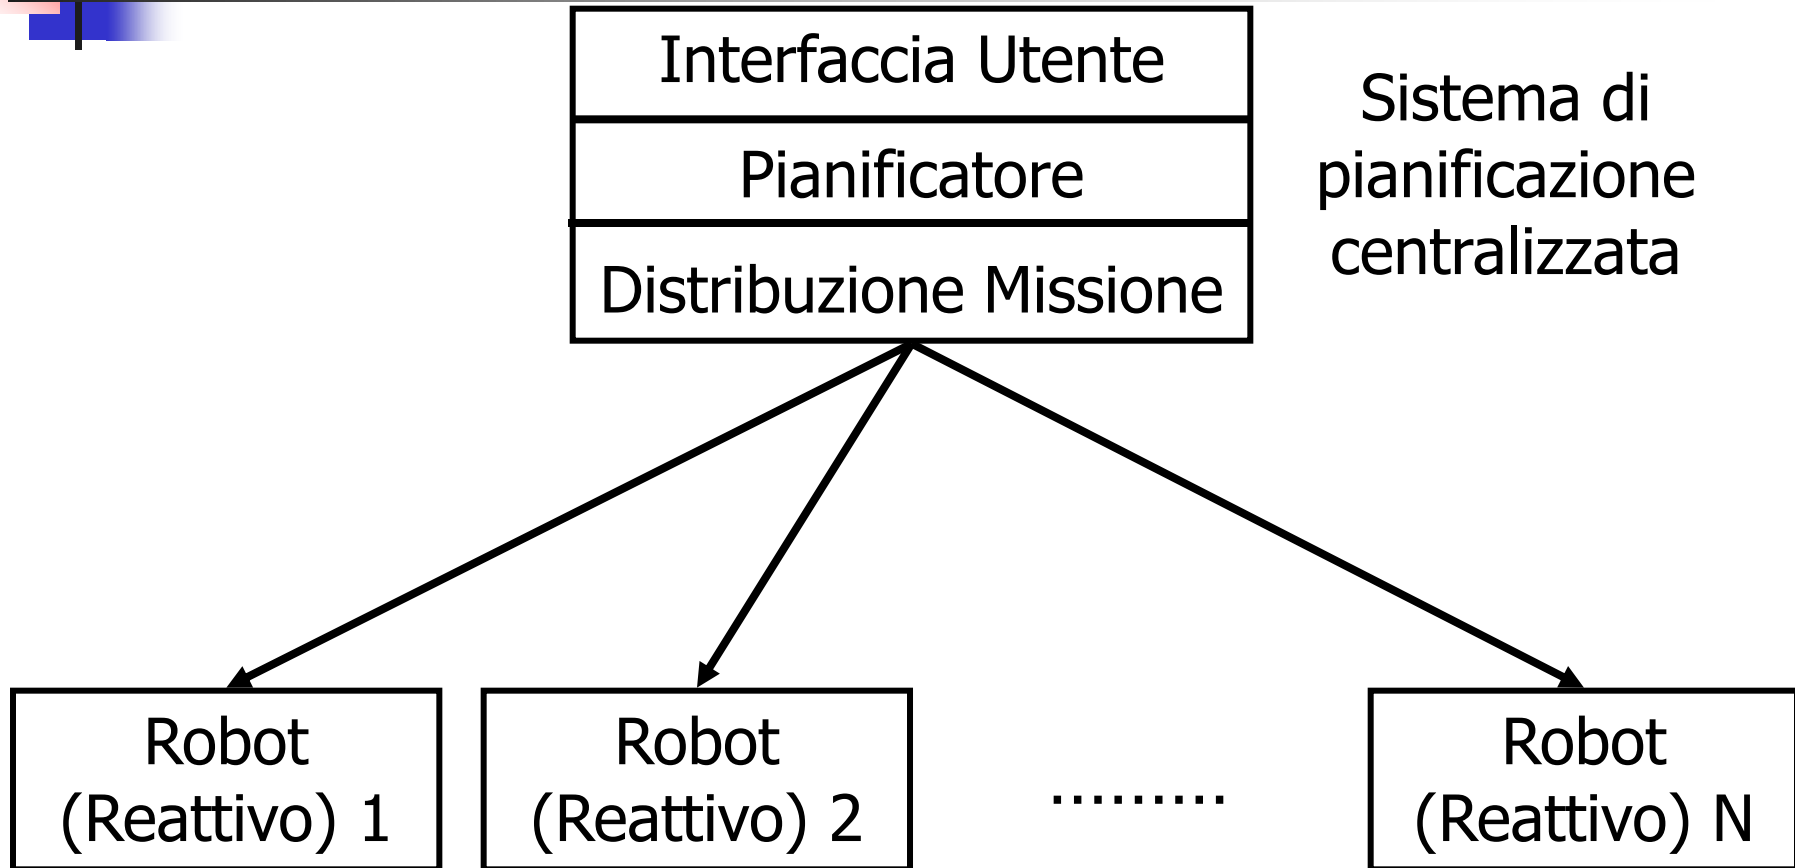 Interfaccia Utente
Pianificatore
Distribuzione Missione
Sistema di
pianificazione
centralizzata
Robot
(Reattivo) 1
Robot
(Reattivo) 2
.........
Robot
(Reattivo) N